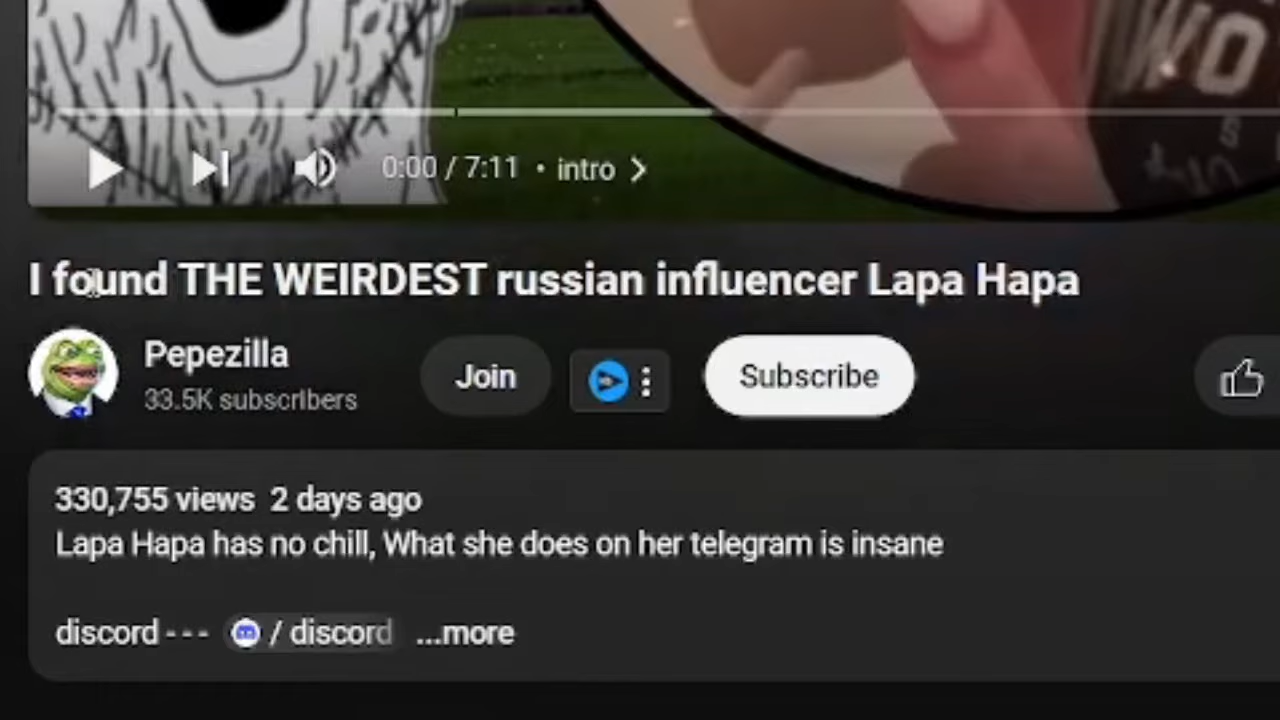 WO
S
0:00 / 7:11 • intro >
I found THE WEIRDEST russian influencer Lapa Hapa
Pepezilla
33.5K subscribers
Join
Subscribe
330,755 views 2 days ago
Lapa Hapa has no chill, What she does on her telegram is insane
discord - - - / discord ...more